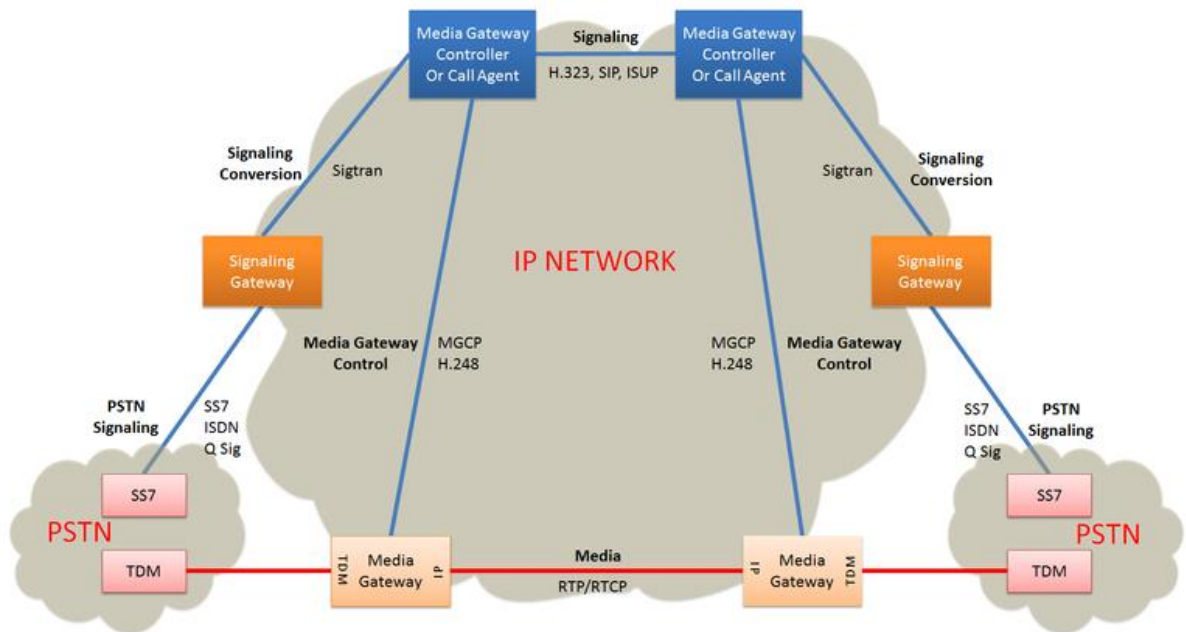 Media Gateway
Controller
Or Call Agent
Signaling
H.323, SIP, ISUP
Media Gateway
Controller
Or Call Agent
Signaling
Conversion
Sigtran
Sigtran
Signaling
Conversion
Signaling
Gateway
IP NETWORK
Signaling
Gateway
Media Gateway
Control
MGCP
H.248
MGCP
H.248
Media Gateway
Control
PSTN
Signaling
SS7
ISDN
Q Sig
SS7
ISDN
Q Sig
PSTN
Signaling
SS7
PSTN
TDM
SS7
PSTN
TDM
TDM
Media
Gateway
IP
Media
RTP/RTCP
IP
Media
Gateway
TDM